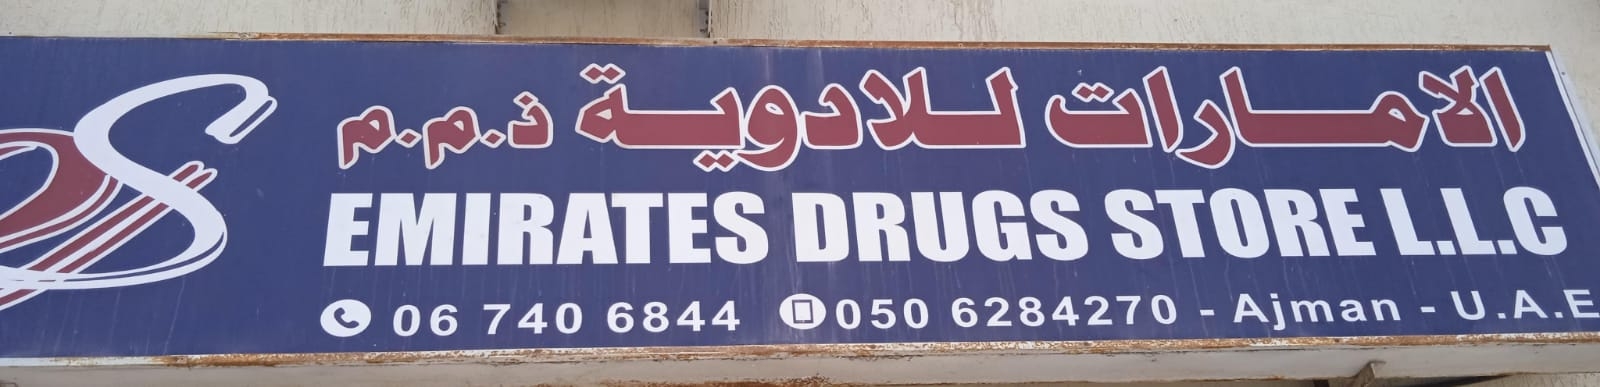 الامارات للادوية ذ.م.م
EMIRATES DRUGS STORE L.L.C
06 740 6844 050 6284270 - Ajman - U.A.E